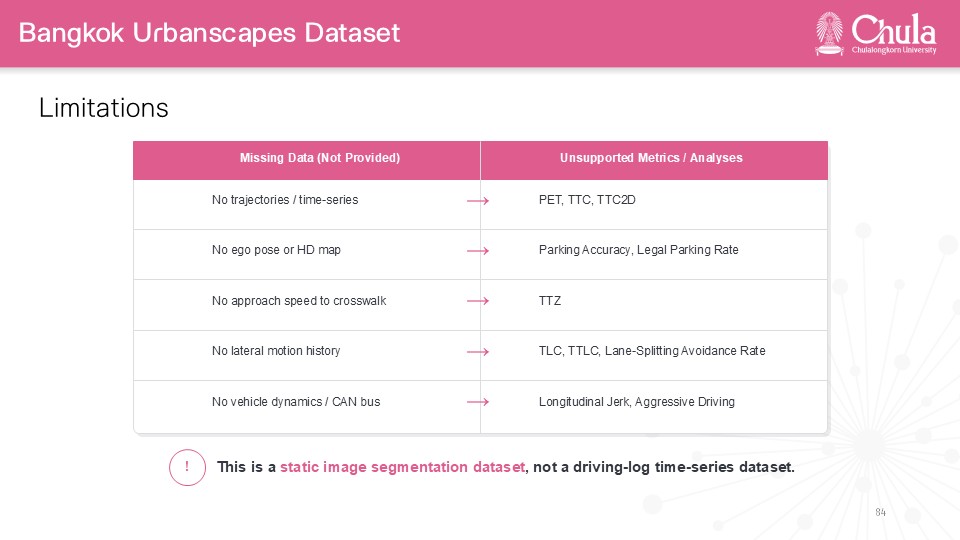 Bangkok Urbanscapes Dataset
Chula
Chulalongkorn University
Limitations
Missing Data (Not Provided)
Unsupported Metrics / Analyses
No trajectories / time-series
→
PET, TTC, TTC2D
No ego pose or HD map
→
Parking Accuracy, Legal Parking Rate
No approach speed to crosswalk
→
TTZ
No lateral motion history
→
TLC, TTLC, Lane-Splitting Avoidance Rate
No vehicle dynamics / CAN bus
→
Longitudinal Jerk, Aggressive Driving
!
This is a static image segmentation dataset, not a driving-log time-series dataset.
84